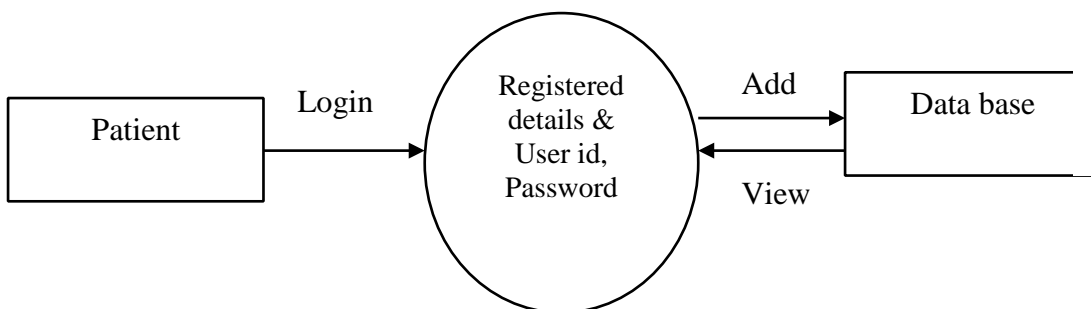 Patient
Login
Registered
details &
User id,
Password
Add
View
Data base